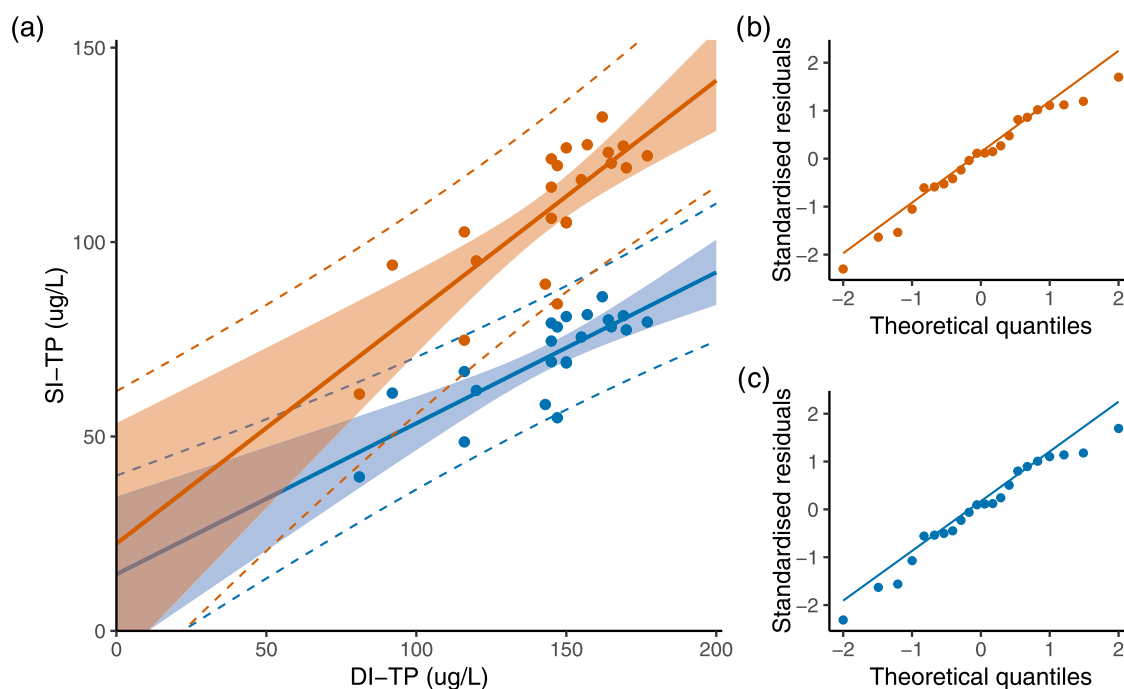 (a)
150
100
50
0
SI−TP (ug/L)
0 50 100 150 200
DI−TP (ug/L)
(b)
2
1
0
−1
−2
Standardised residuals
−2 −1 0 1 2
Theoretical quantiles
(c)
2
1
0
−1
−2
Standardised residuals
−2 −1 0 1 2
Theoretical quantiles